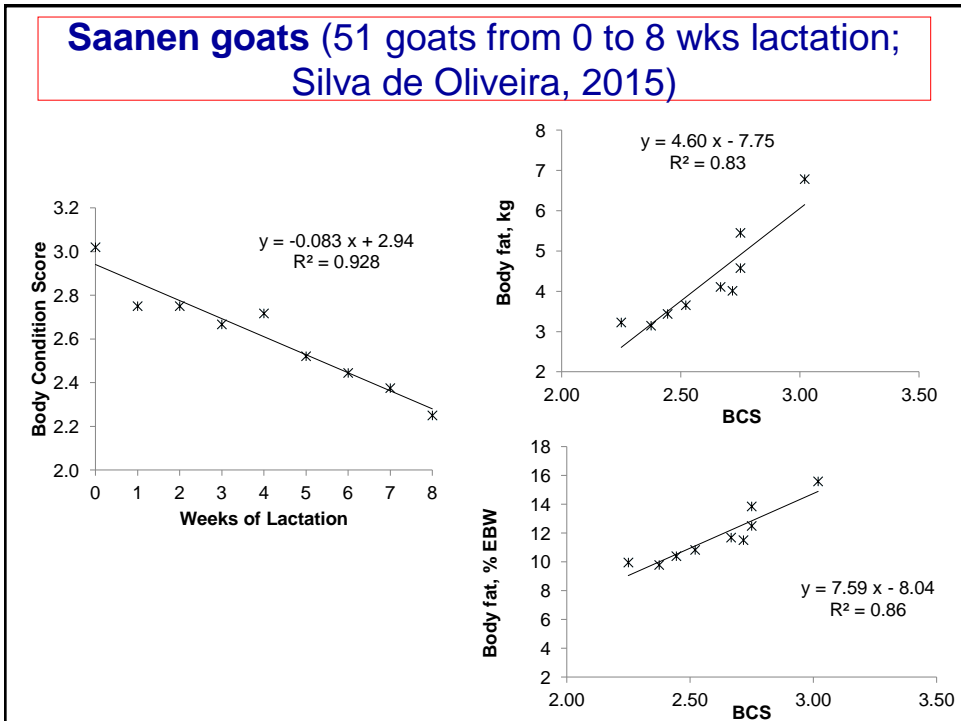 Saanen goats (51 goats from 0 to 8 wks lactation;
Silva de Oliveira, 2015)
Body Condition Score
3.2
3.0
2.8
2.6
2.4
2.2
2.0
y = -0.083 x + 2.94
R² = 0.928
0 1 2 3 4 5 6 7 8
Weeks of Lactation
Body fat, kg
8
7
6
5
4
3
2
y = 4.60 x - 7.75
R² = 0.83
2.00 2.50 3.00 3.50
BCS
Body fat, % EBW
18
16
14
12
10
8
6
4
2
y = 7.59 x - 8.04
R² = 0.86
2.00 2.50 3.00 3.50
BCS